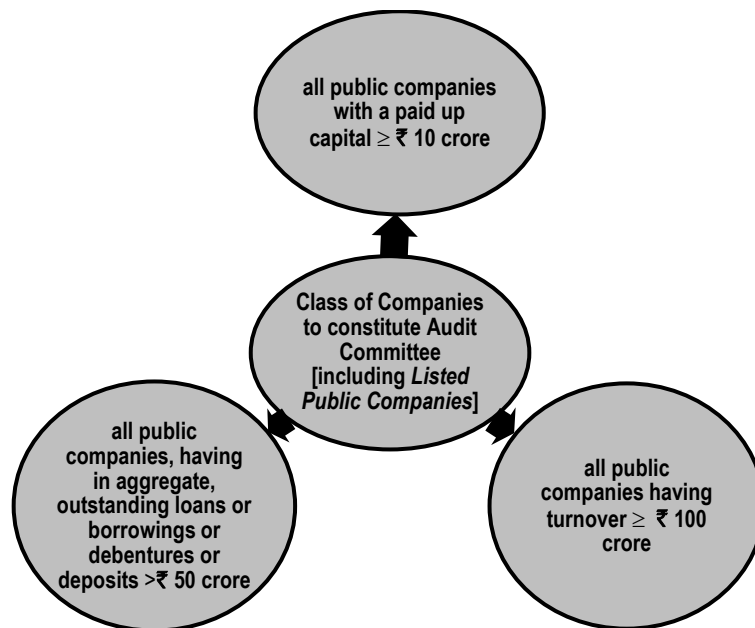 all public companies
with a paid up
capital ≥ ₹ 10 crore
Class of Companies
to constitute Audit
Committee
[including Listed
Public Companies]
all public
companies, having
in aggregate,
outstanding loans or
borrowings or
debentures or
deposits >₹ 50 crore
all public
companies having
turnover ≥ ₹ 100
crore